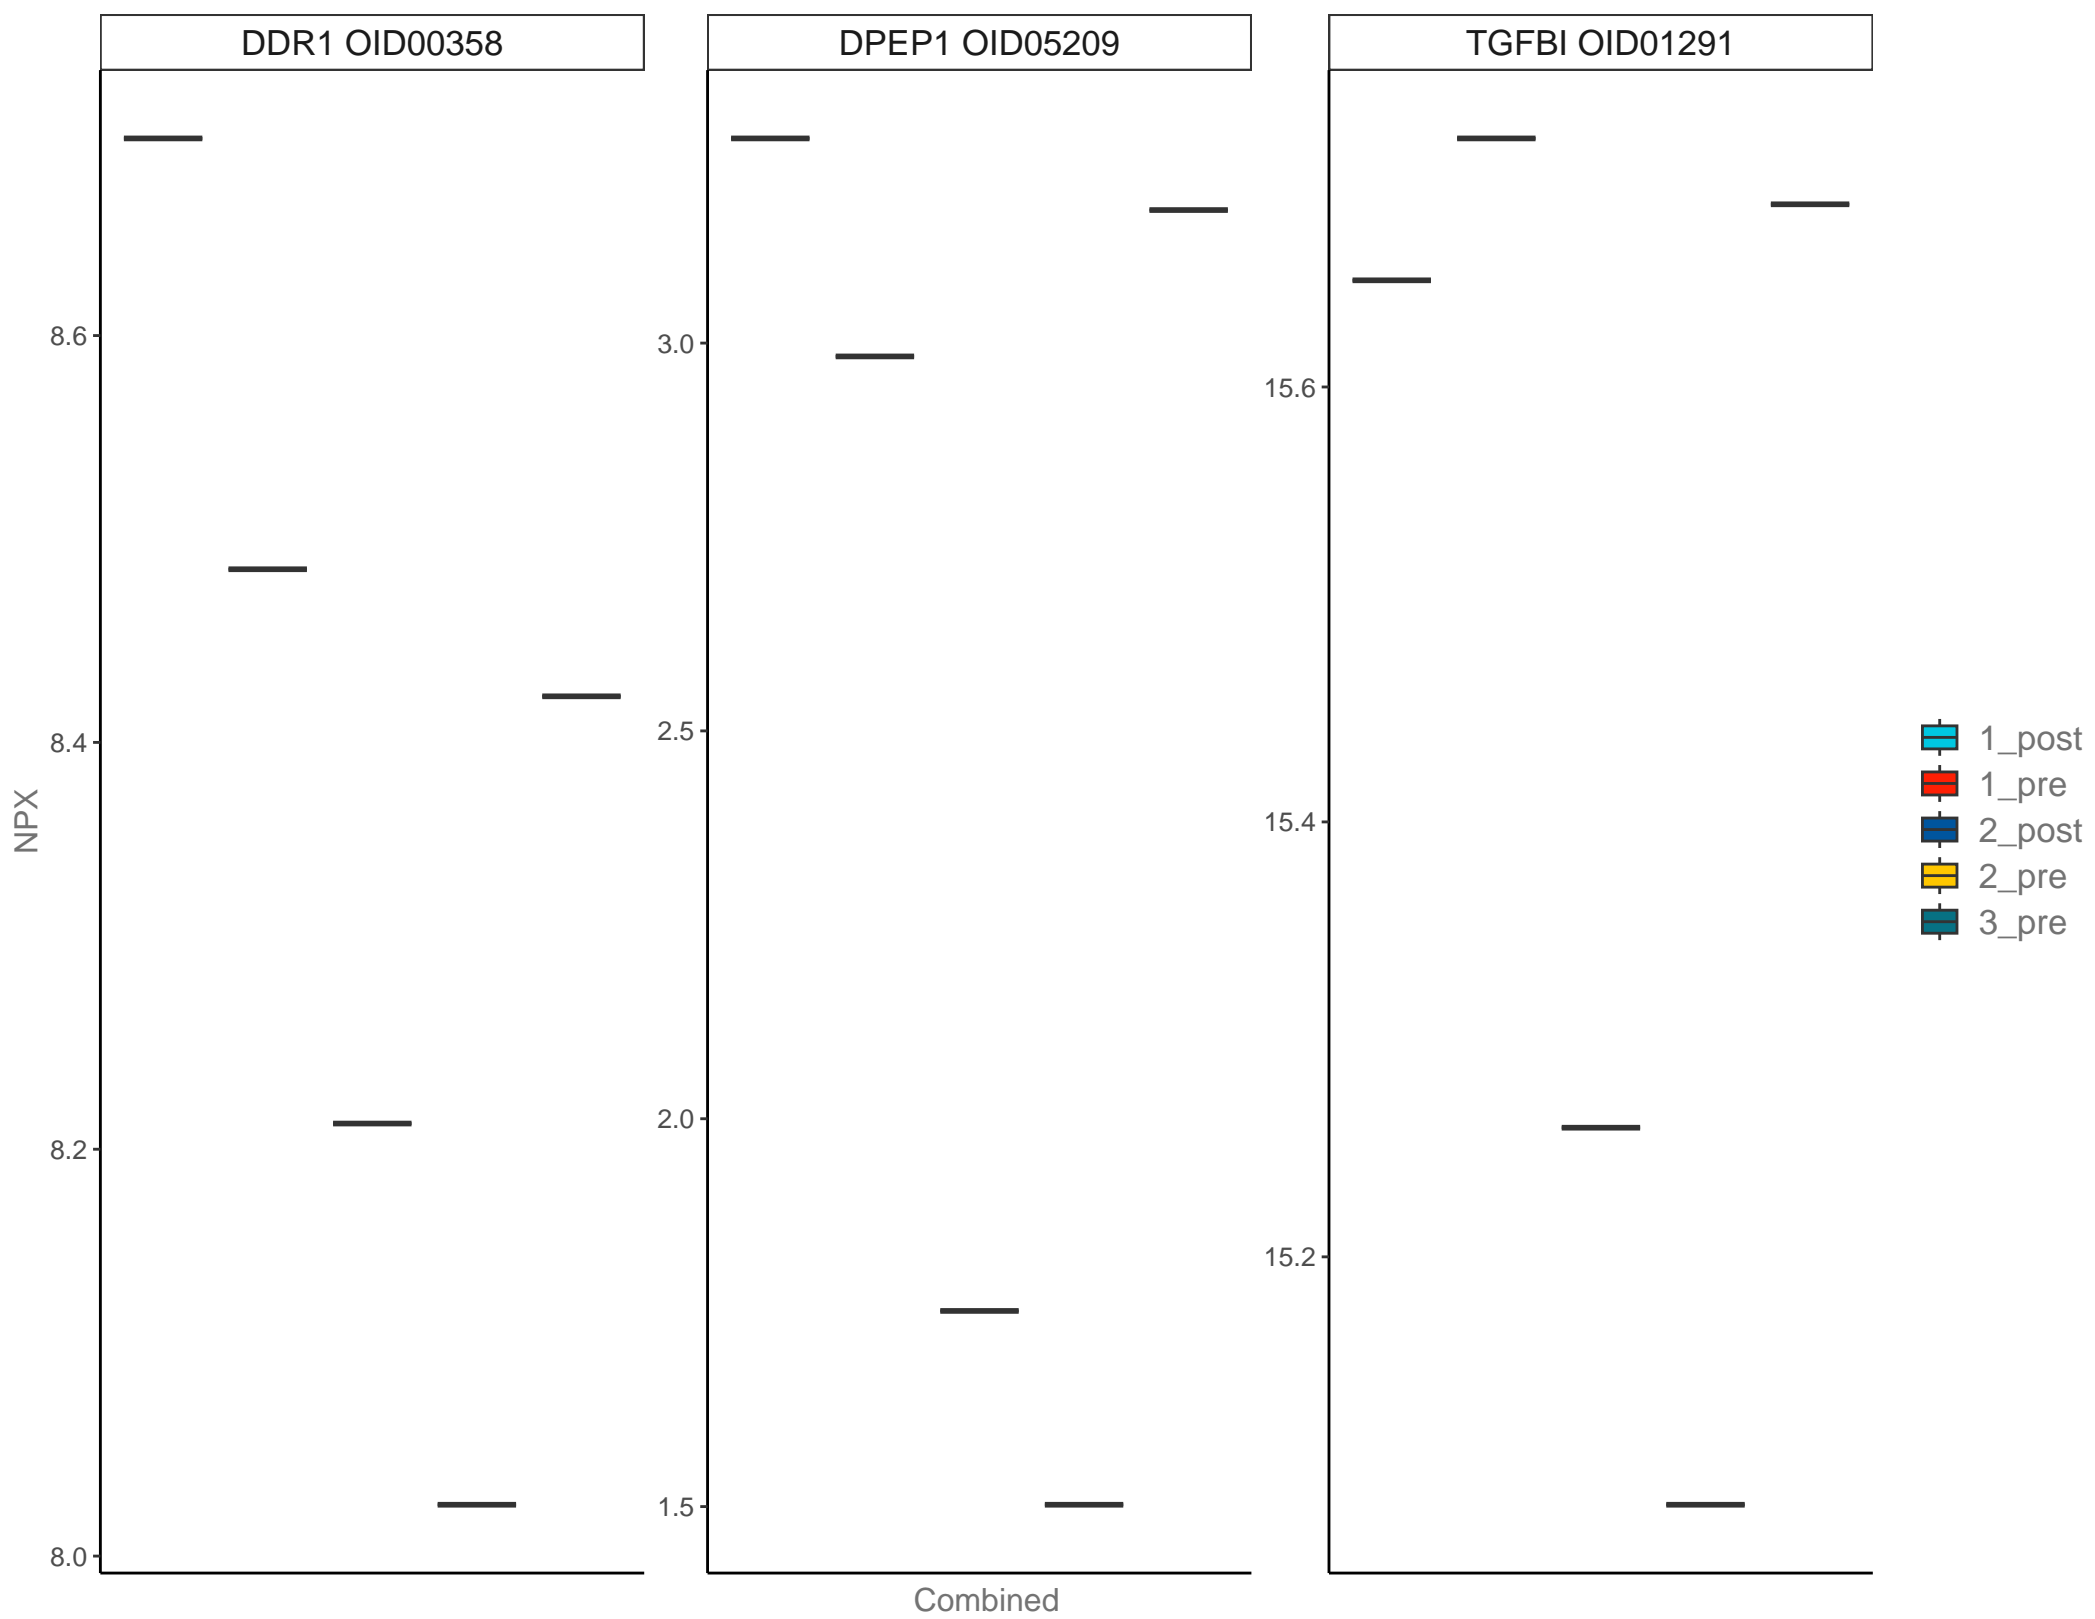 DDR1 OID00358
DPEP1 OID05209
TGFBI OID01291
NPX
8.6
8.4
8.2
8.0
3.0
2.5
2.0
1.5
15.6
15.4
15.2
Combined
1_post
1_pre
2_post
2_pre
3_pre